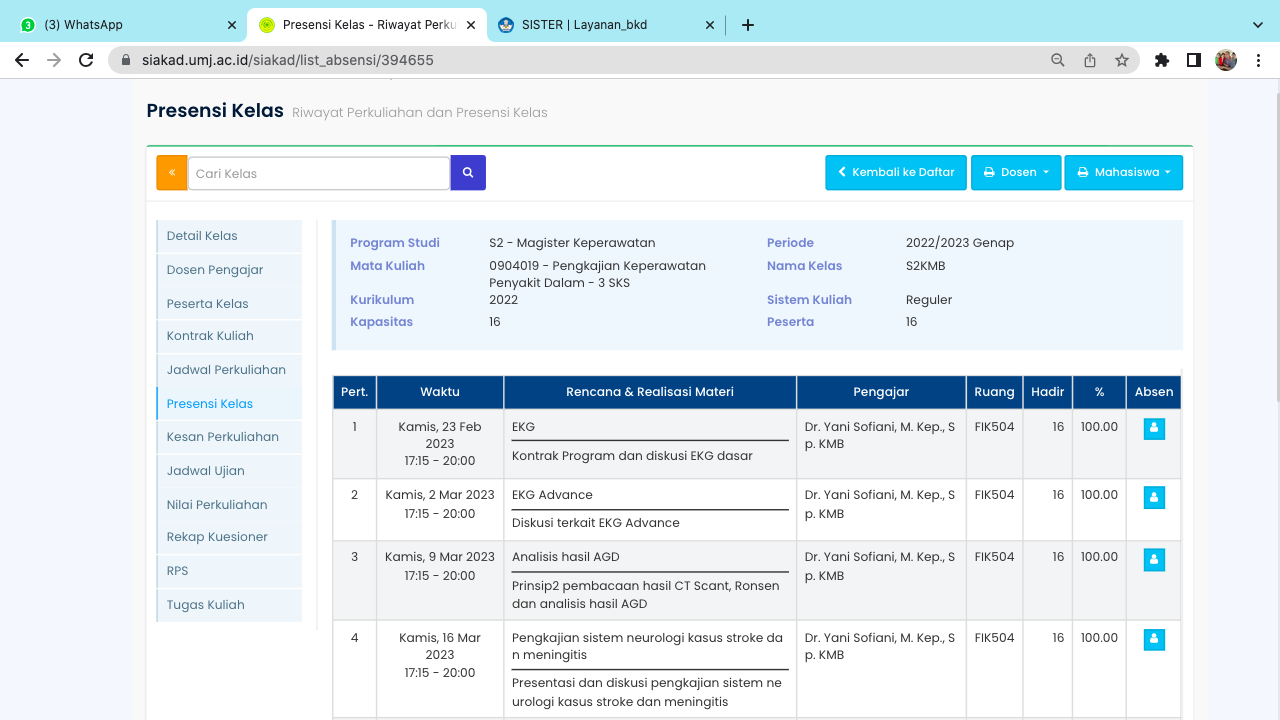 (3) WhatsApp
Presensi Kelas - Riwayat Perku
SISTER | Layanan_bkd
siakad.umj.ac.id/siakad/list_absensi/394655
Presensi Kelas Riwayat Perkuliahan dan Presensi Kelas
Cari Kelas
Kembali ke Daftar
Dosen
Mahasiswa
Detail Kelas
Dosen Pengajar
Peserta Kelas
Kontrak Kuliah
Jadwal Perkuliahan
Presensi Kelas
Kesan Perkuliahan
Jadwal Ujian
Nilai Perkuliahan
Rekap Kuesioner
RPS
Tugas Kuliah
Program Studi S2 - Magister Keperawatan Periode 2022/2023 Genap
Mata Kuliah 0904019 - Pengkajian Keperawatan Nama Kelas S2KMB
Penyakit Dalam - 3 SKS
Kurikulum 2022 Sistem Kuliah Reguler
Kapasitas 16 Peserta 16
Pert. Waktu Rencana & Realisasi Materi Pengajar Ruang Hadir % Absen
1 Kamis, 23 Feb EKG Dr. Yani Sofiani, M. Kep., S FIK504 16 100.00
2023 p. KMB
17:15 - 20:00 Kontrak Program dan diskusi EKG dasar
2 Kamis, 2 Mar 2023 EKG Advance Dr. Yani Sofiani, M. Kep., S FIK504 16 100.00
17:15 - 20:00 p. KMB
Diskusi terkait EKG Advance
3 Kamis, 9 Mar 2023 Analisis hasil AGD Dr. Yani Sofiani, M. Kep., S FIK504 16 100.00
17:15 - 20:00 p. KMB
Prinsip2 pembacaan hasil CT Scant, Ronsen
dan analisis hasil AGD
4 Kamis, 16 Mar Pengkajian sistem neurologi kasus stroke da Dr. Yani Sofiani, M. Kep., S FIK504 16 100.00
2023 n meningitis p. KMB
17:15 - 20:00
Presentasi dan diskusi pengkajian sistem ne
urologi kasus stroke dan meningitis